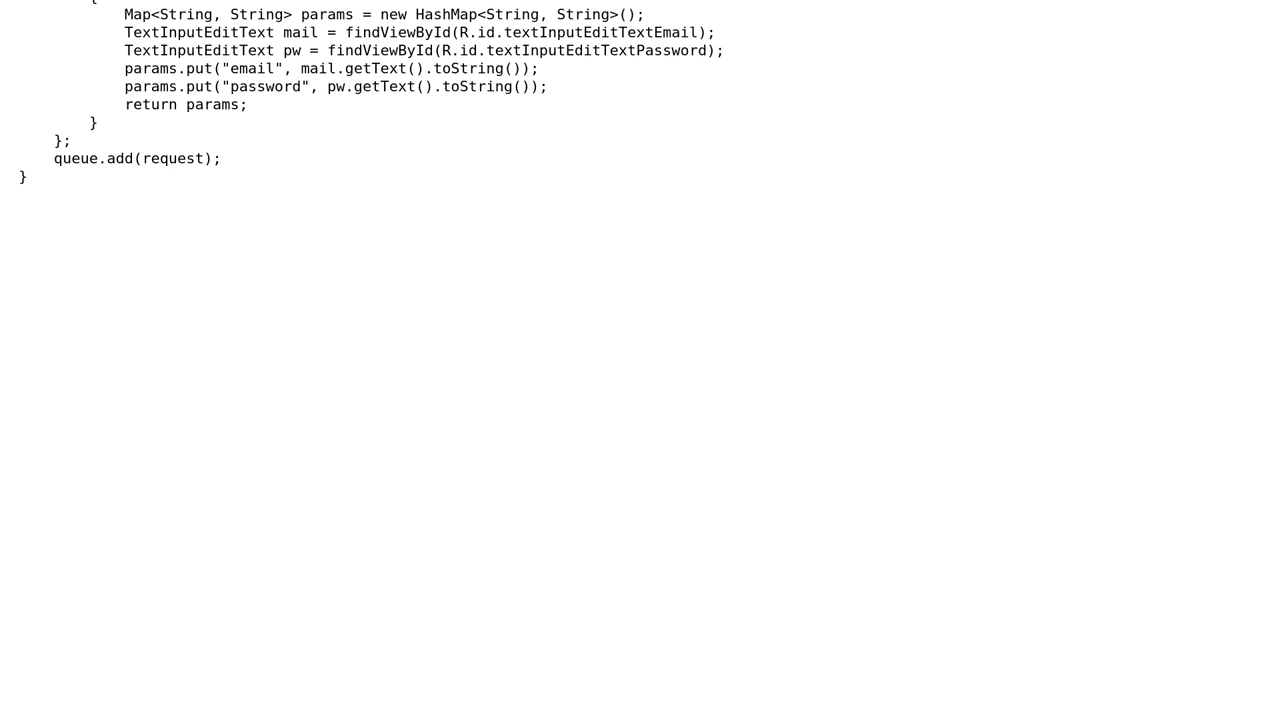 {
Map<String, String> params = new HashMap<String, String>();
TextInputEditText mail = findViewById(R.id.textInputEditTextEmail);
TextInputEditText pw = findViewById(R.id.textInputEditTextPassword);
params.put("email", mail.getText().toString());
params.put("password", pw.getText().toString());
return params;
}
};
queue.add(request);
}